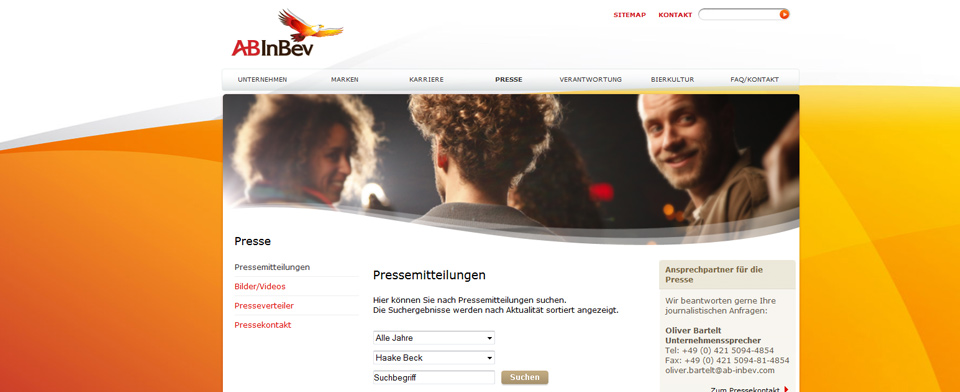 SITEMAP KONTAKT
ABInBev
UNTERNEHMEN MARKEN KARRIERE PRESSE VERANTWORTUNG BIERKULTUR FAQ/KONTAKT
Presse
Pressemitteilungen
Bilder/Videos
Presseverteiler
Pressekontakt
Pressemitteilungen
Hier können Sie nach Pressemitteilungen suchen.
Die Suchergebnisse werden nach Aktualität sortiert angezeigt.
Alle Jahre
Haake Beck
Suchbegriff Suchen
Ansprechpartner für die
Presse
Wir beantworten gerne Ihre
journalistischen Anfragen:
Oliver Bartelt
Unternehmenssprecher
Tel: +49 (0) 421 5094-4854
Fax: +49 (0) 421 5094-81-4854
oliver.bartelt@ab-inbev.com
Zum Pressekontakt